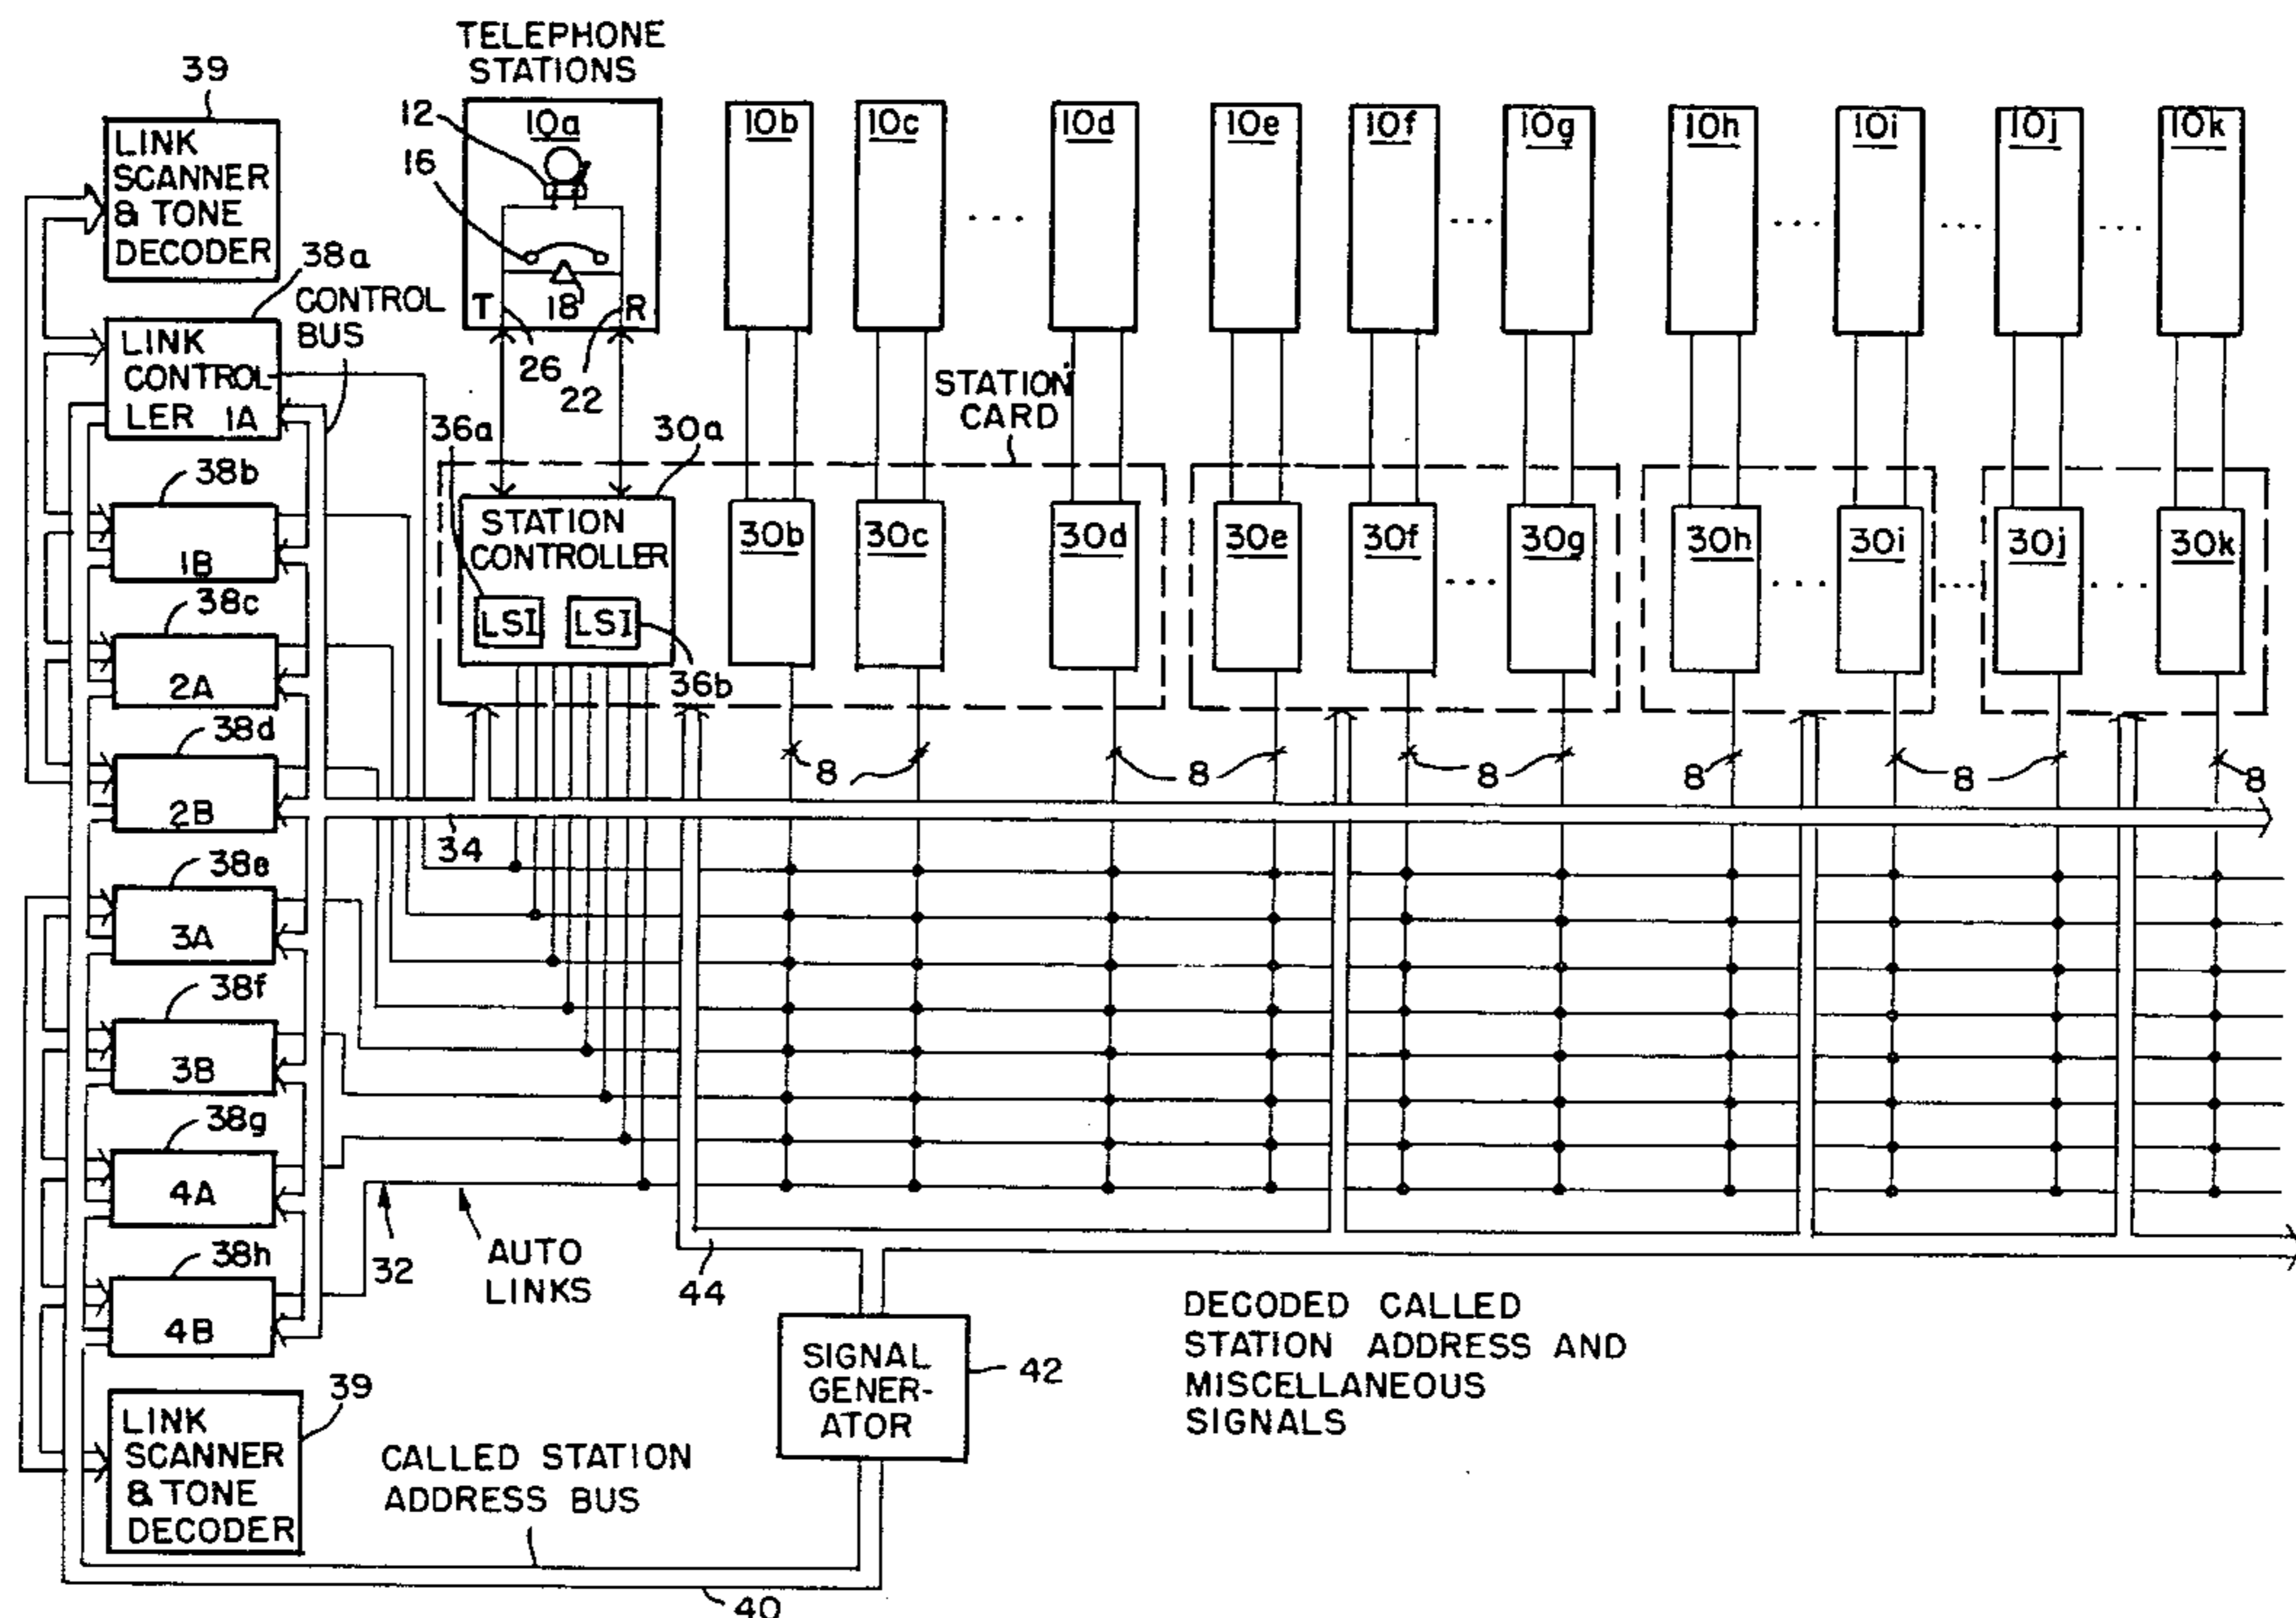 TELEPHONE
STATIONS
39
LINK
SCANNER
& TONE
DECODER
12
16
10a
18
T
R
26
22
10b
10c
10d
10e
10f
10g
10h
10i
10j
10k
38a
CONTROL
BUS
LINK
CONTROL
LER 1A
STATION
CARD
36a
30a
STATION
CONTROLLER
LSI
LSI
36b
30b
30c
30d
30e
30f
30g
30h
30i
30j
30k
38b
1B
38c
2A
38d
2B
38e
3A
38f
3B
38g
4A
38h
4B
8
8
8
8
8
8
34
32
AUTO
LINKS
44
SIGNAL
GENER-
ATOR
42
DECODED CALLED
STATION ADDRESS AND
MISCELLANEOUS
SIGNALS
39
LINK
SCANNER
& TONE
DECODER
CALLED STATION
ADDRESS BUS
40